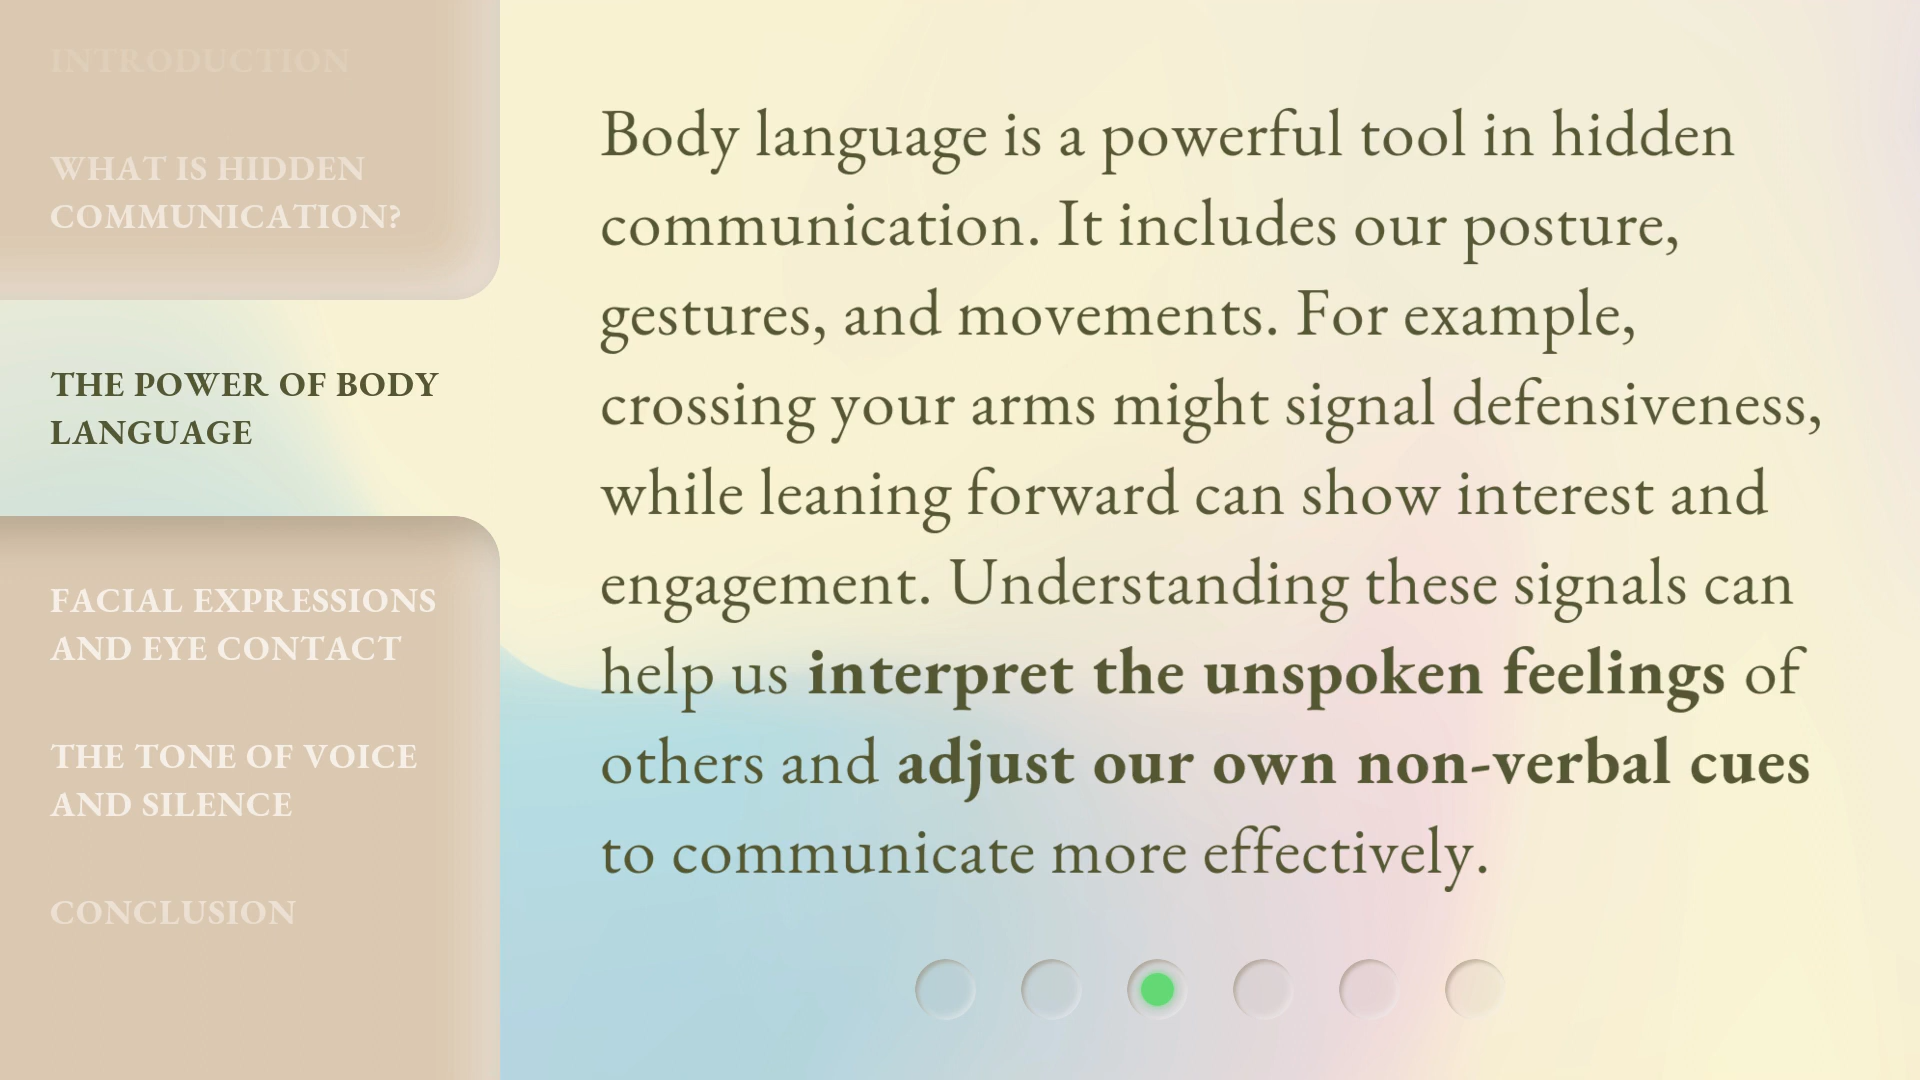 INTRODUCTION
WHAT IS HIDDEN
COMMUNICATION?
THE POWER OF BODY
LANGUAGE
FACIAL EXPRESSIONS
AND EYE CONTACT
THE TONE OF VOICE
AND SILENCE
CONCLUSION
Body language is a powerful tool in hidden
communication. It includes our posture,
gestures, and movements. For example,
crossing your arms might signal defensiveness,
while leaning forward can show interest and
engagement. Understanding these signals can
help us interpret the unspoken feelings of
others and adjust our own non-verbal cues
to communicate more effectively.